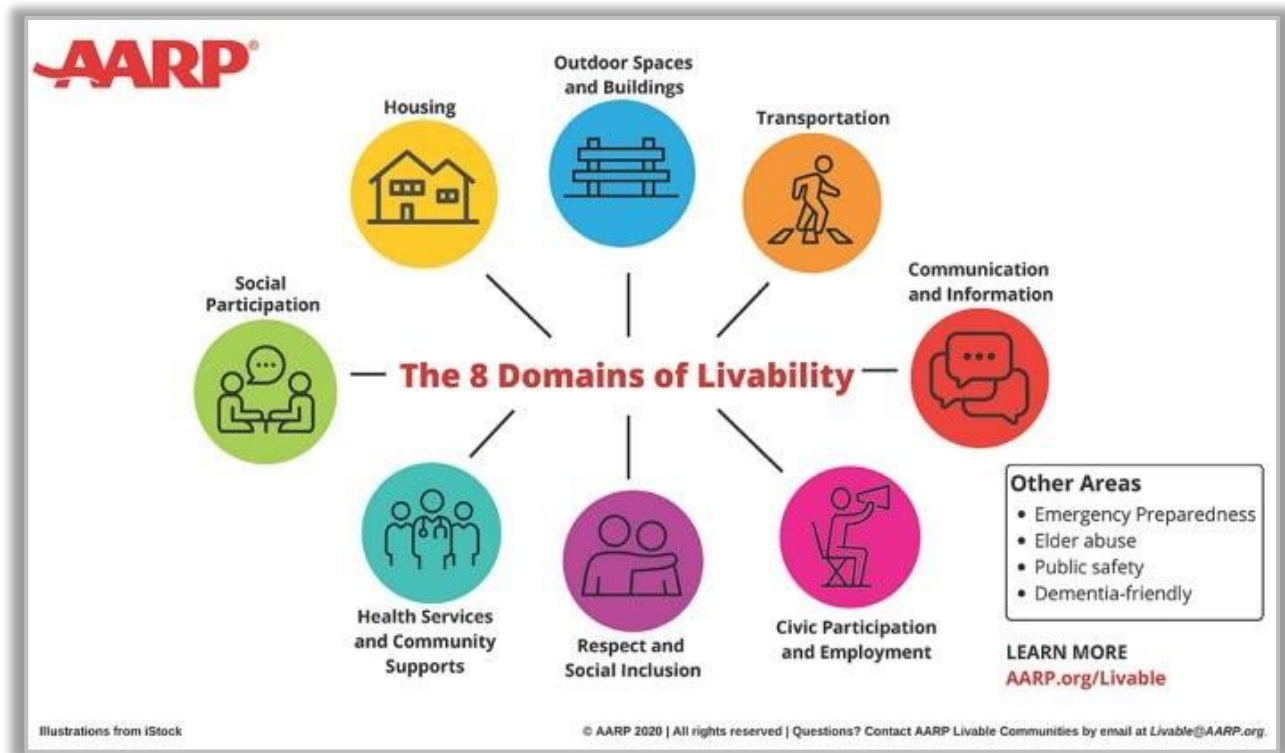 AARP®
Outdoor Spaces
and Buildings
Housing
Transportation
Social
Participation
Communication
and Information
The 8 Domains of Livability
Health Services
and Community
Supports
Respect and
Social Inclusion
Civic Participation
and Employment
Other Areas
• Emergency Preparedness
• Elder abuse
• Public safety
• Dementia-friendly
LEARN MORE
AARP.org/Livable
Illustrations from iStock
© AARP 2020 | All rights reserved | Questions? Contact AARP Livable Communities by email at Livable@AARP.org.